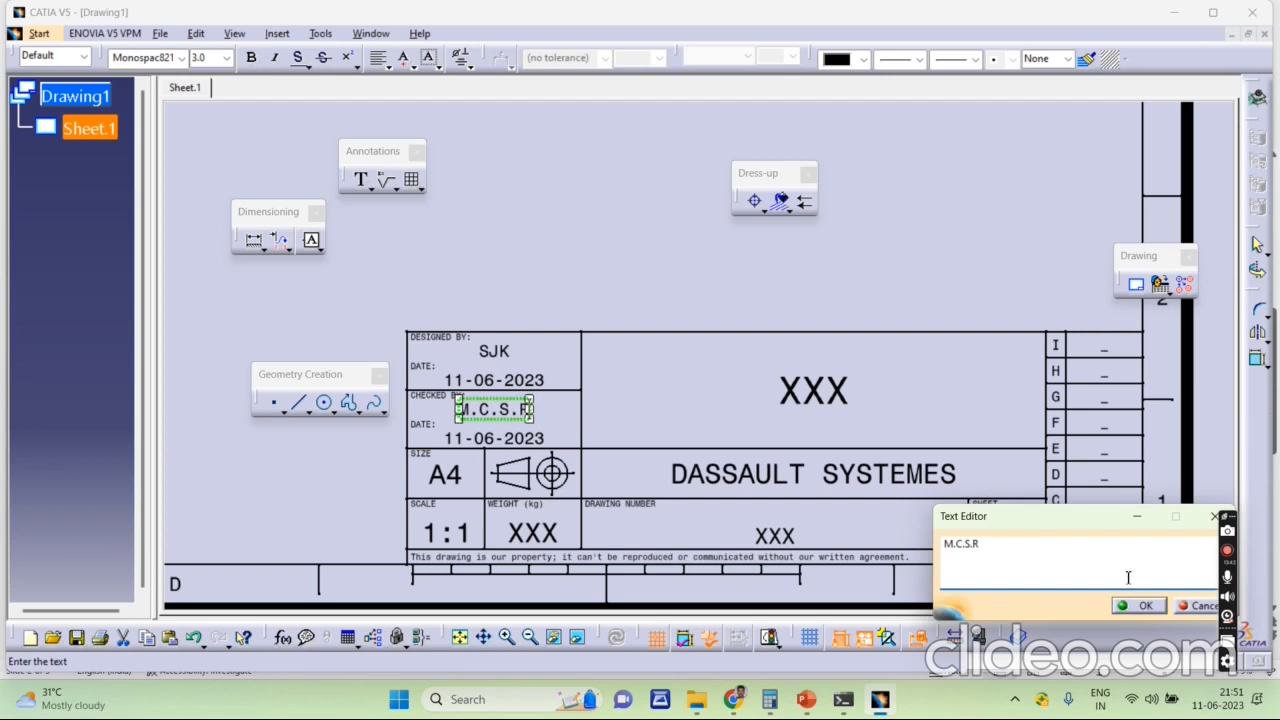 CATIA V5 - [Drawing1]
Start ENOVIA V5 VPM File Edit View Insert Tools Window Help
Default Monospac821 3.0 B I S S X (no tolerance) None
Drawing1
Sheet.1
Sheet.1
Annotations
T
Dress-up
Dimensioning
A
Drawing
2
Geometry Creation
DESIGNED BY:
SJK
DATE:
11-06-2023
CHECKED BY:
M.C.S.R
DATE:
11-06-2023
XXX
I _
H _
G _
F _
E _
D _
C
SIZE
A4
DASSAULT SYSTEMES
SCALE
1:1
WEIGHT (kg)
XXX
DRAWING NUMBER
XXX
SHEET
1
This drawing is our property; it can't be reproduced or communicated without our written agreement.
D
Text Editor
M.C.S.R
OK Cance
f(x)
CATIA
clideo.com
Enter the text
31°C
Mostly cloudy
Search
ENG
IN
21:51
11-06-2023